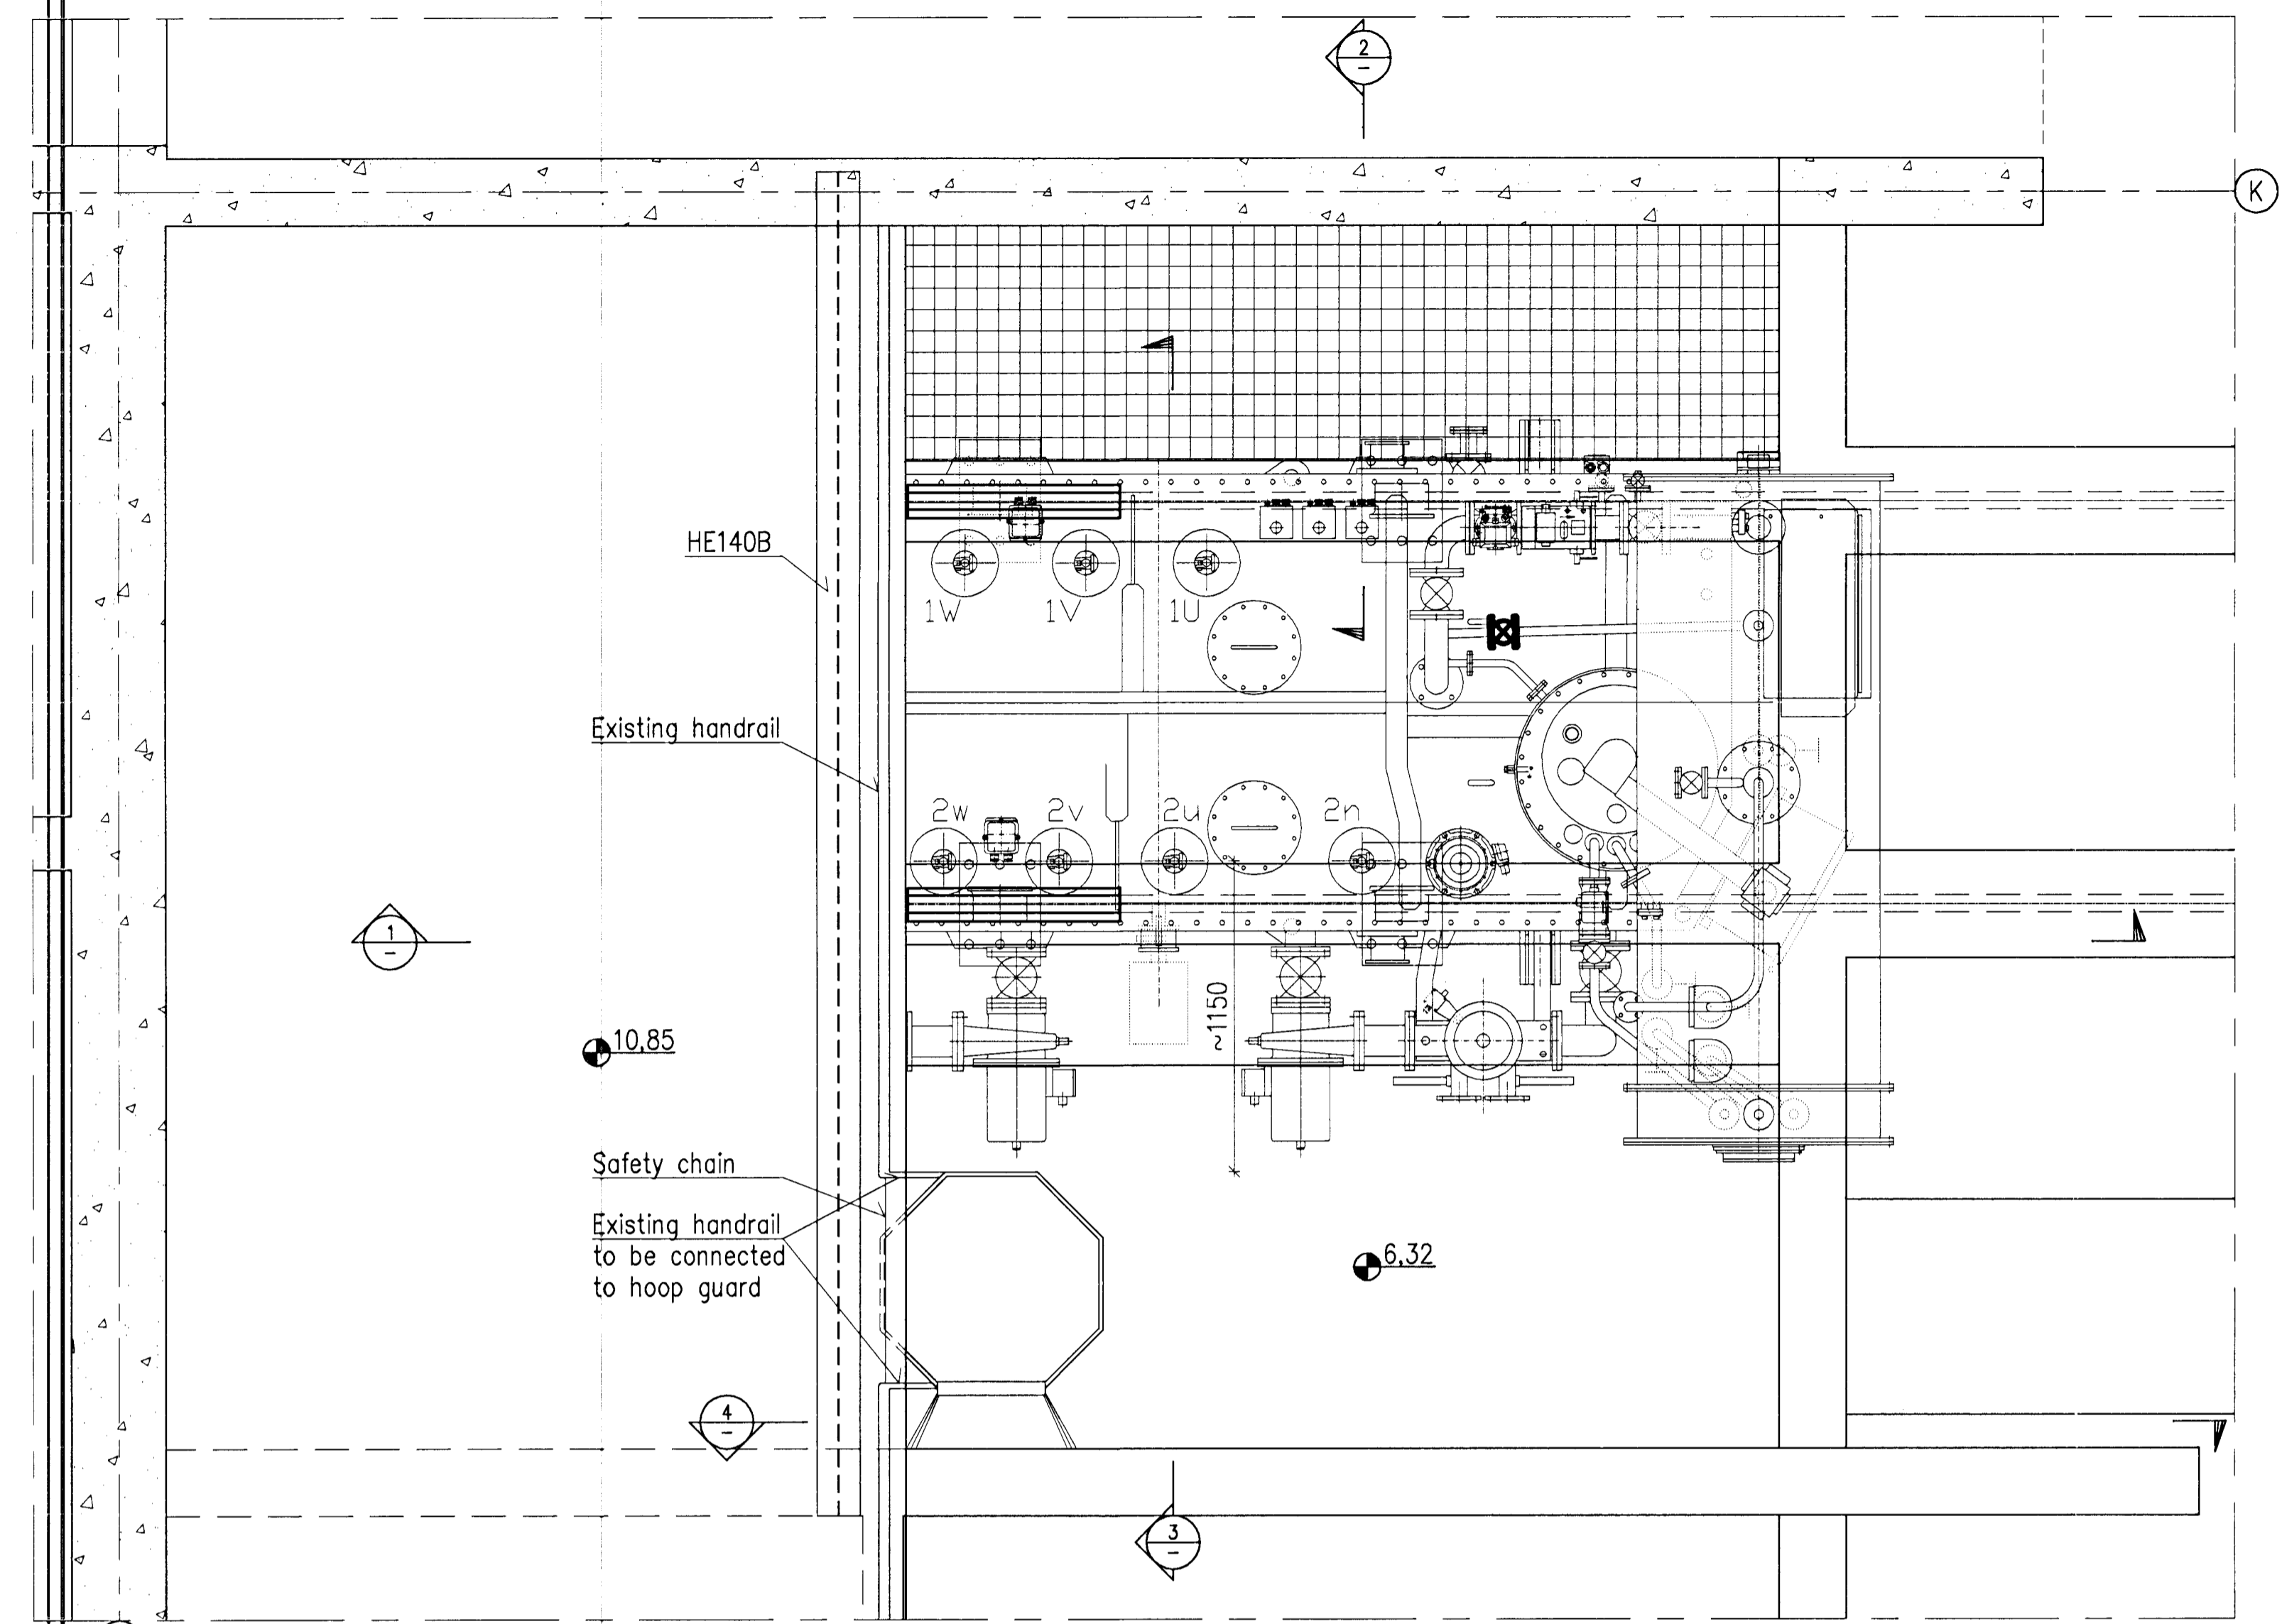 2
–
K
HE140B
1W
1V
1U
Existing handrail
2w
2v
2u
2n
1
–
~1150
10,85
Safety chain
Existing handrail
to be connected
to hoop guard
6,32
4
–
3
–